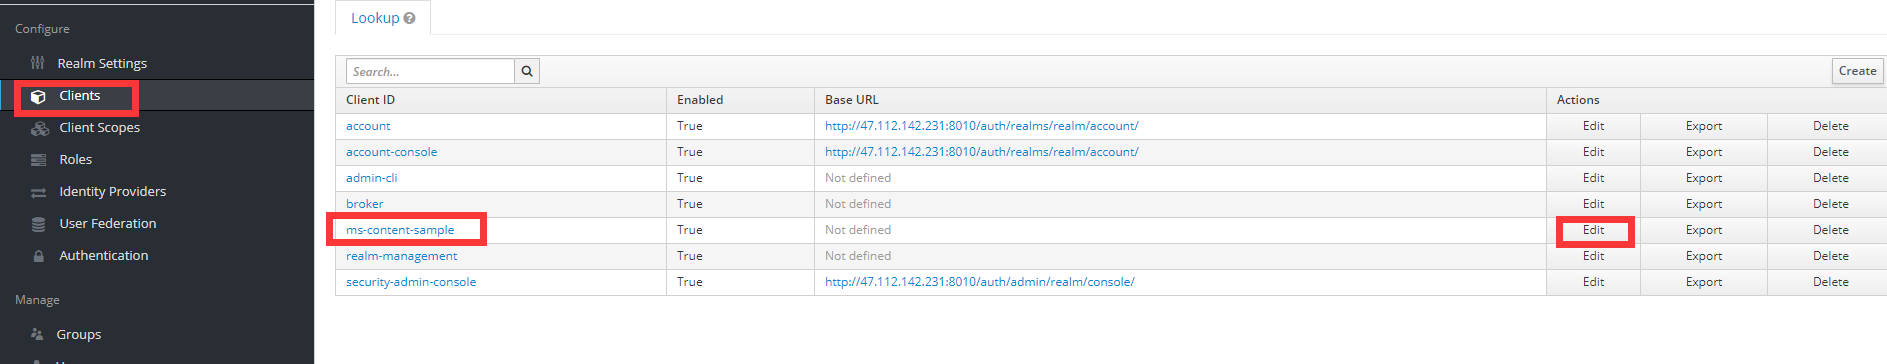 Configure
Realm Settings
Clients
Client Scopes
Roles
Identity Providers
User Federation
Authentication
Manage
Groups
Lookup
Search...
Create
Client ID Enabled Base URL Actions
account True http://47.112.142.231:8010/auth/realms/realm/account/ Edit Export Delete
account-console True http://47.112.142.231:8010/auth/realms/realm/account/ Edit Export Delete
admin-cli True Not defined Edit Export Delete
broker True Not defined Edit Export Delete
ms-content-sample True Not defined Edit Export Delete
realm-management True Not defined Edit Export Delete
security-admin-console True http://47.112.142.231:8010/auth/admin/realm/console/ Edit Export Delete